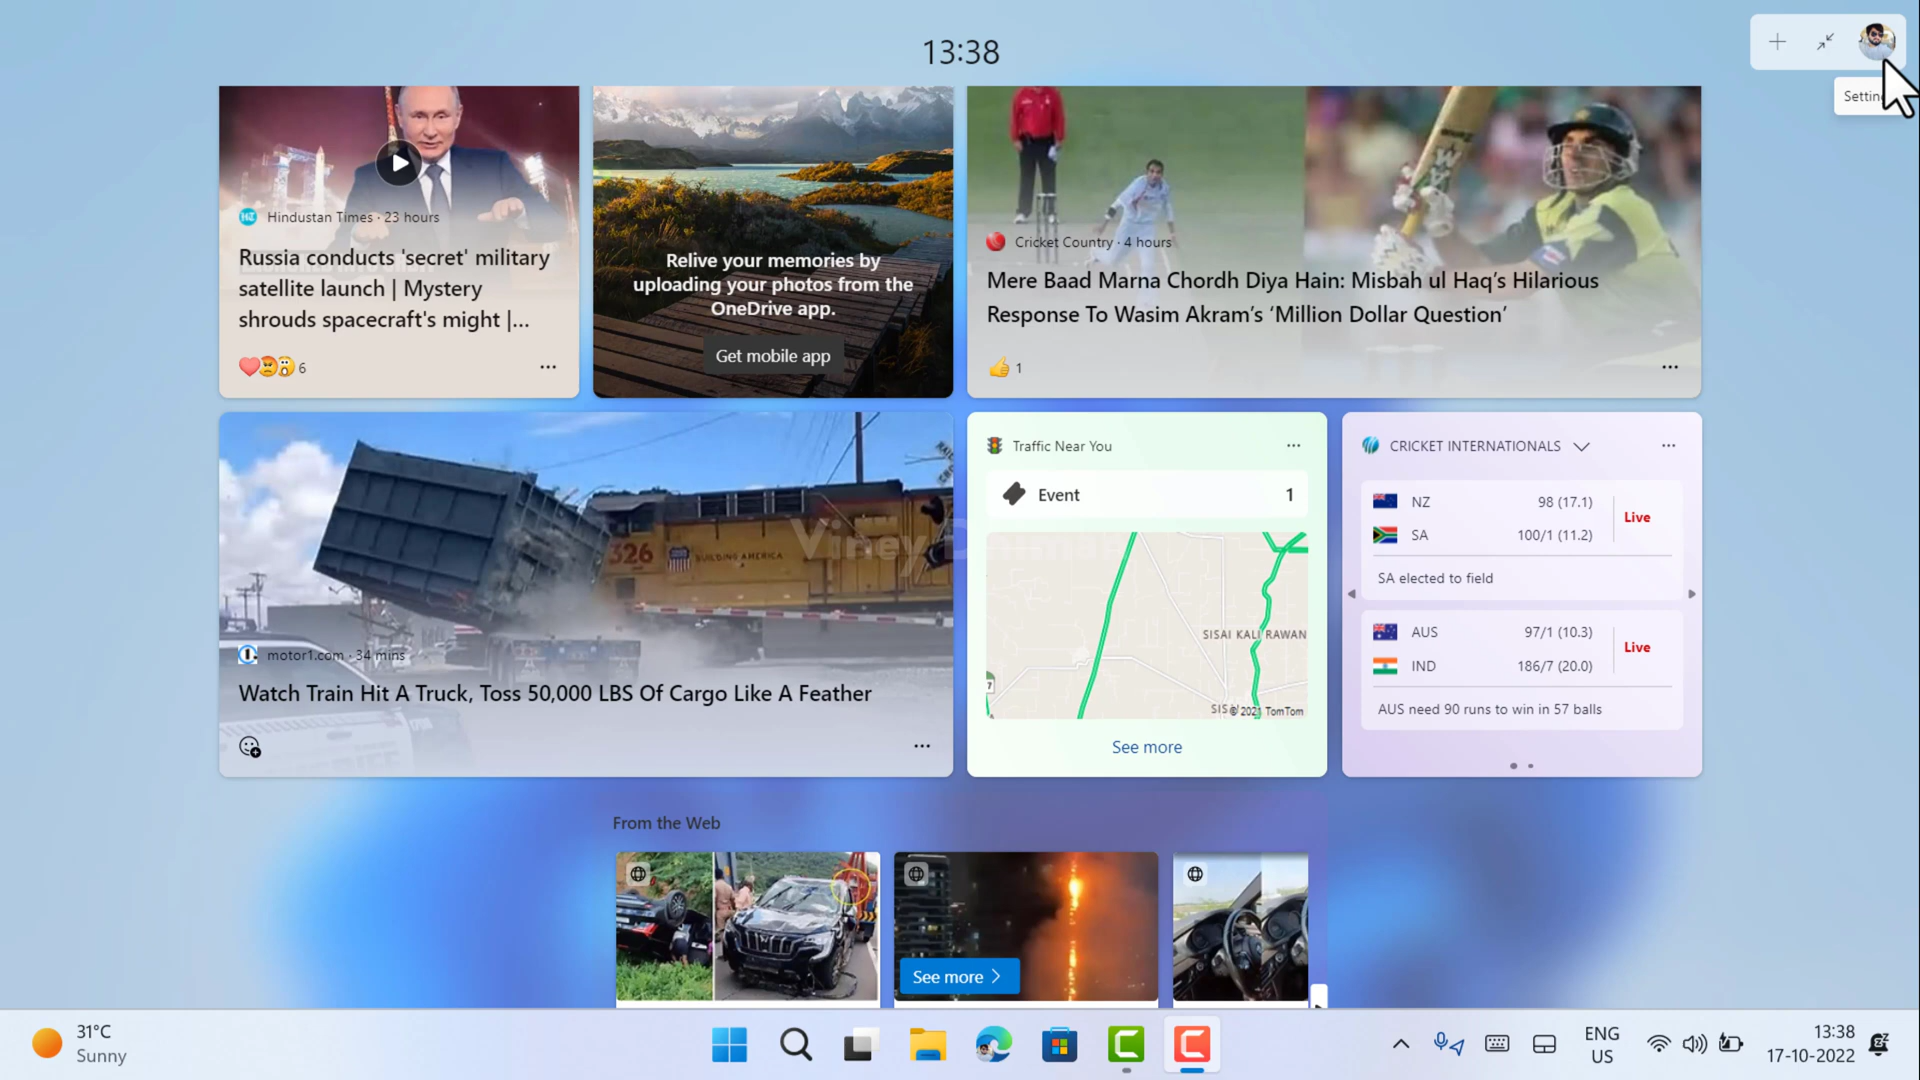 13:38
Setti
Hindustan Times · 23 hours
Russia conducts 'secret' military
satellite launch | Mystery
shrouds spacecraft's might |...
6
Relive your memories by
uploading your photos from the
OneDrive app.
Get mobile app
Cricket Country · 4 hours
Mere Baad Marna Chordh Diya Hain: Misbah ul Haq’s Hilarious
Response To Wasim Akram’s ‘Million Dollar Question’
1
326
BUILDING AMERICA
motor1.com · 34 mins
Watch Train Hit A Truck, Toss 50,000 LBS Of Cargo Like A Feather
Viney
Traffic Near You
Event 1
SISAI KALI RAWAN
7
© 2021 TomTom
See more
CRICKET INTERNATIONALS
NZ 98 (17.1)
Live
SA 100/1 (11.2)
SA elected to field
AUS 97/1 (10.3)
Live
IND 186/7 (20.0)
AUS need 90 runs to win in 57 balls
From the Web
See more
31°C
Sunny
ENG
US
13:38
17-10-2022